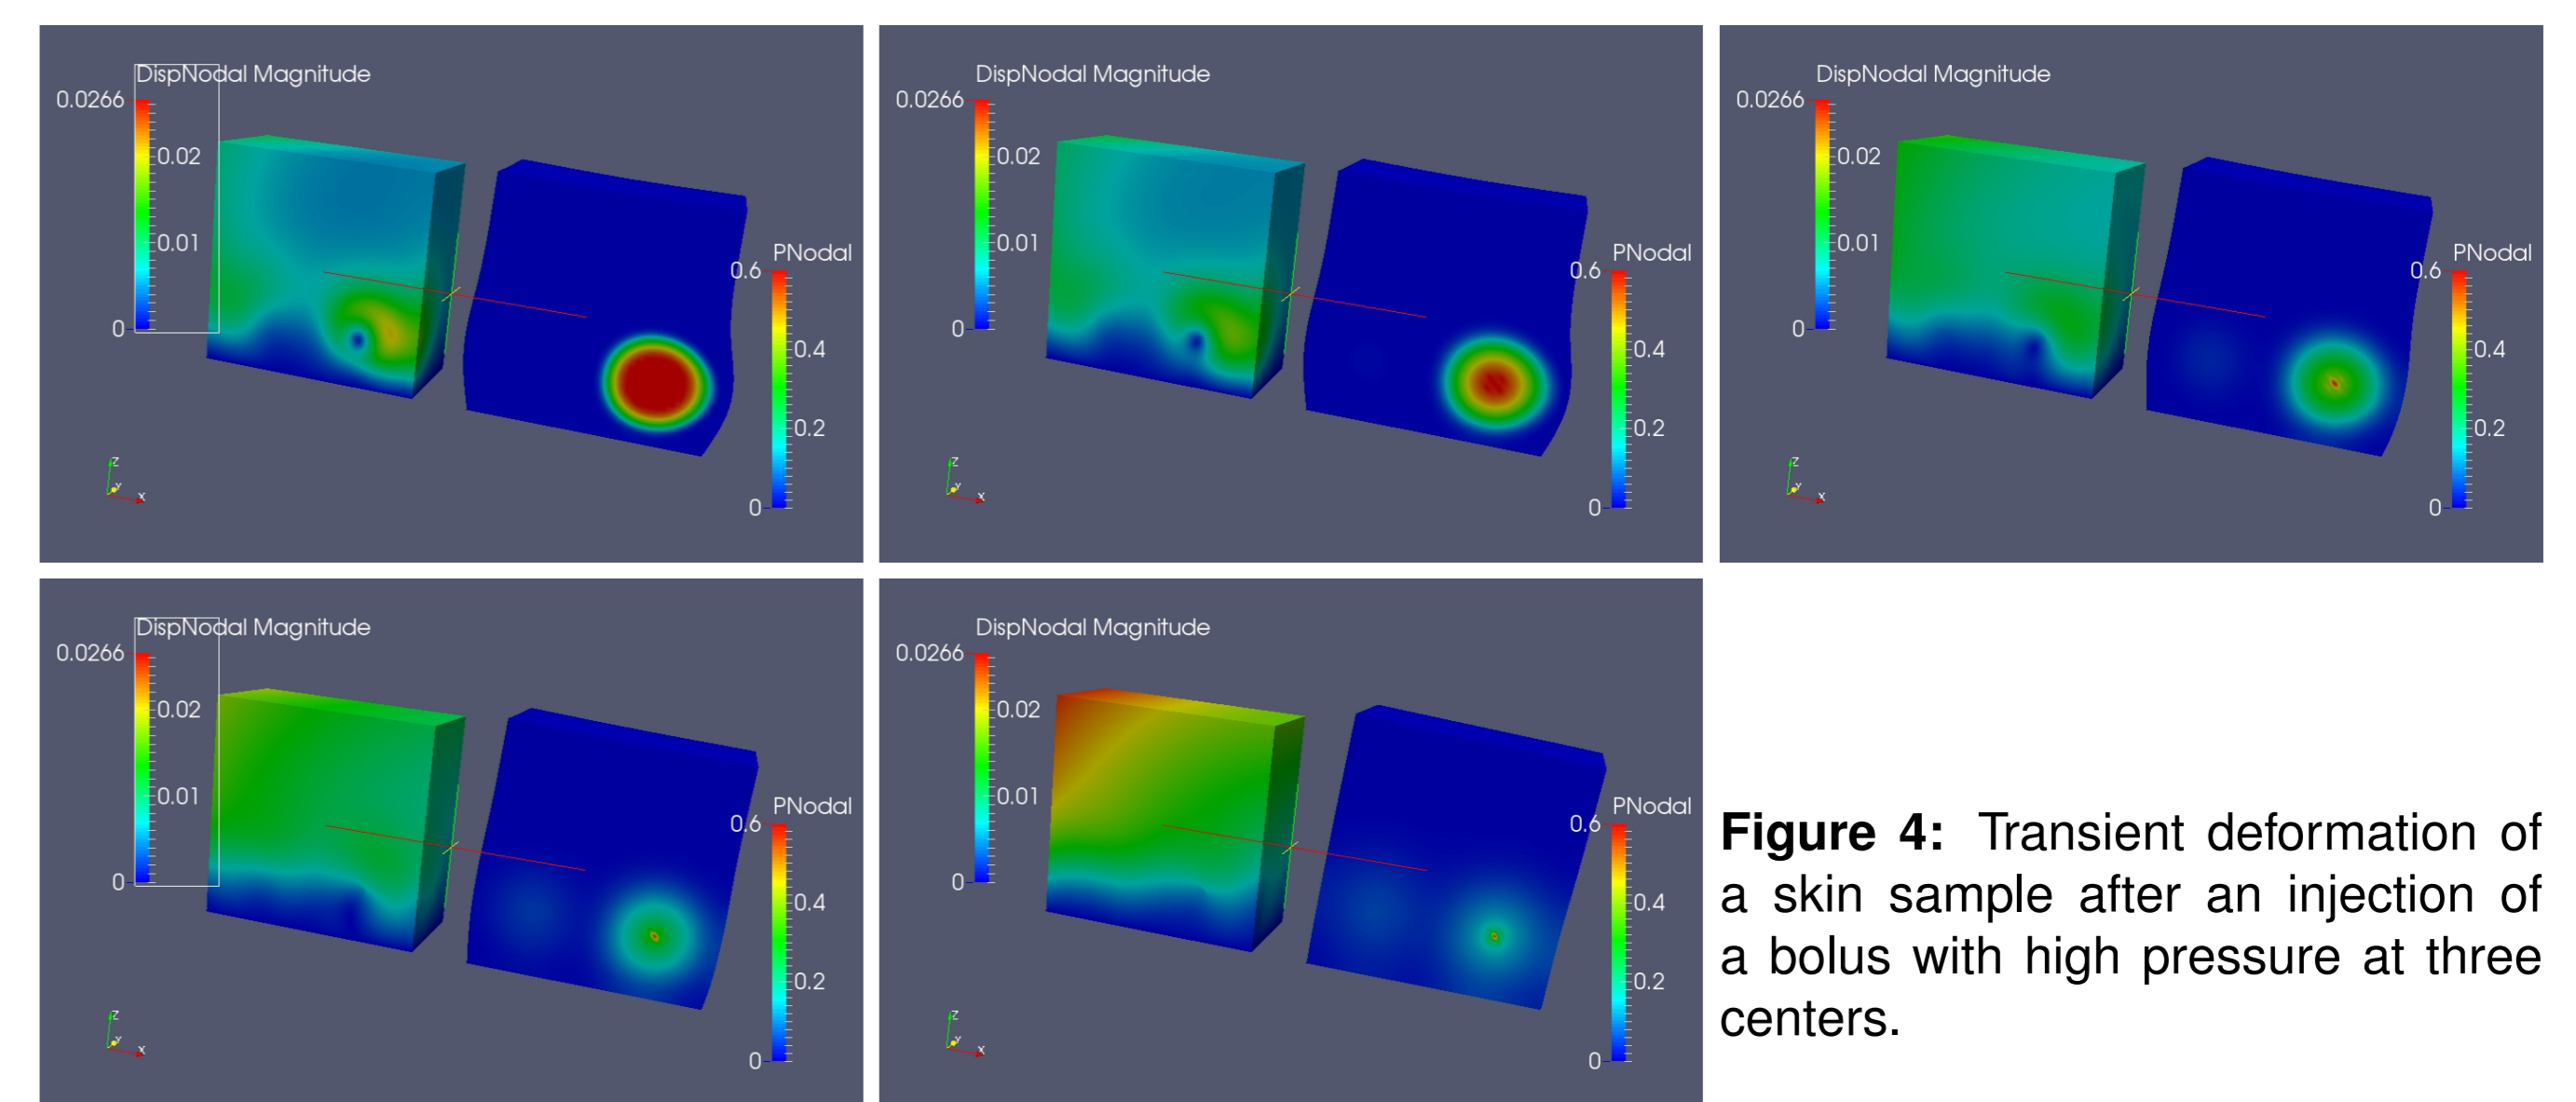 DispNodal Magnitude
0.0266
0.02
0.01
0
PNodal
0.6
0.4
0.2
0
Z
Y
X
DispNodal Magnitude
0.0266
0.02
0.01
0
PNodal
0.6
0.4
0.2
0
Z
Y
X
DispNodal Magnitude
0.0266
0.02
0.01
0
PNodal
0.6
0.4
0.2
0
Z
Y
X
DispNodal Magnitude
0.0266
0.02
0.01
0
PNodal
0.6
0.4
0.2
0
Z
Y
X
DispNodal Magnitude
0.0266
0.02
0.01
0
PNodal
0.6
0.4
0.2
0
Z
Y
X
Figure 4: Transient deformation of
a skin sample after an injection of
a bolus with high pressure at three
centers.